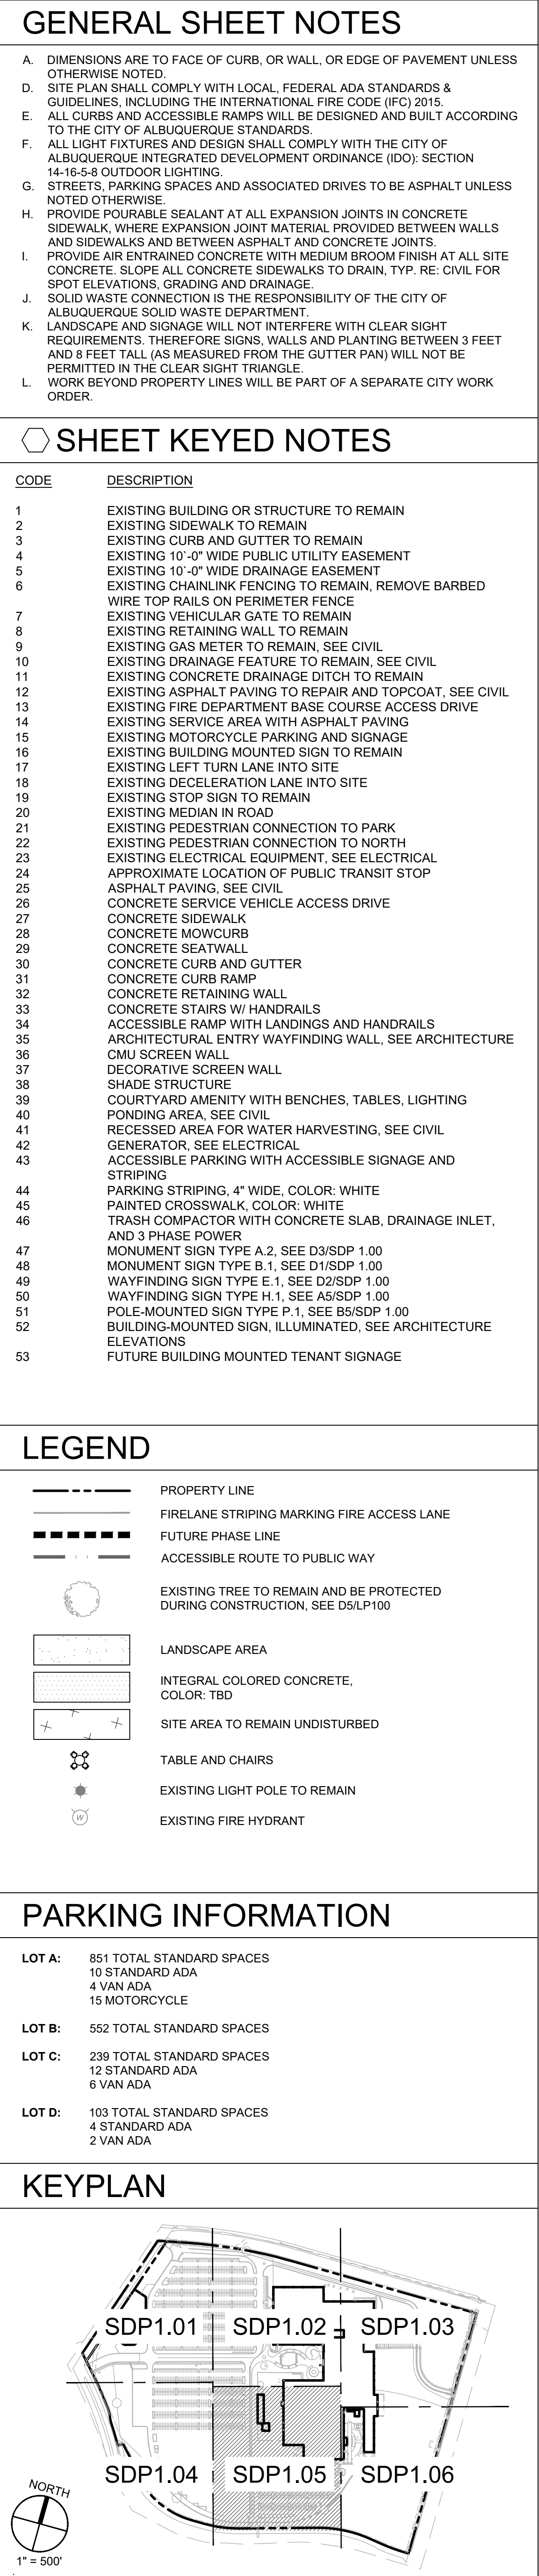 GENERAL SHEET NOTES
A. DIMENSIONS ARE TO FACE OF CURB, OR WALL, OR EDGE OF PAVEMENT UNLESS
OTHERWISE NOTED.
D. SITE PLAN SHALL COMPLY WITH LOCAL, FEDERAL ADA STANDARDS &
GUIDELINES, INCLUDING THE INTERNATIONAL FIRE CODE (IFC) 2015.
E. ALL CURBS AND ACCESSIBLE RAMPS WILL BE DESIGNED AND BUILT ACCORDING
TO THE CITY OF ALBUQUERQUE STANDARDS.
F. ALL LIGHT FIXTURES AND DESIGN SHALL COMPLY WITH THE CITY OF
ALBUQUERQUE INTEGRATED DEVELOPMENT ORDINANCE (IDO): SECTION
14-16-5-8 OUTDOOR LIGHTING.
G. STREETS, PARKING SPACES AND ASSOCIATED DRIVES TO BE ASPHALT UNLESS
NOTED OTHERWISE.
H. PROVIDE POURABLE SEALANT AT ALL EXPANSION JOINTS IN CONCRETE
SIDEWALK, WHERE EXPANSION JOINT MATERIAL PROVIDED BETWEEN WALLS
AND SIDEWALKS AND BETWEEN ASPHALT AND CONCRETE JOINTS.
I. PROVIDE AIR ENTRAINED CONCRETE WITH MEDIUM BROOM FINISH AT ALL SITE
CONCRETE. SLOPE ALL CONCRETE SIDEWALKS TO DRAIN, TYP. RE: CIVIL FOR
SPOT ELEVATIONS, GRADING AND DRAINAGE.
J. SOLID WASTE CONNECTION IS THE RESPONSIBILITY OF THE CITY OF
ALBUQUERQUE SOLID WASTE DEPARTMENT.
K. LANDSCAPE AND SIGNAGE WILL NOT INTERFERE WITH CLEAR SIGHT
REQUIREMENTS. THEREFORE SIGNS, WALLS AND PLANTING BETWEEN 3 FEET
AND 8 FEET TALL (AS MEASURED FROM THE GUTTER PAN) WILL NOT BE
PERMITTED IN THE CLEAR SIGHT TRIANGLE.
L. WORK BEYOND PROPERTY LINES WILL BE PART OF A SEPARATE CITY WORK
ORDER.
SHEET KEYED NOTES
CODE DESCRIPTION
1 EXISTING BUILDING OR STRUCTURE TO REMAIN
2 EXISTING SIDEWALK TO REMAIN
3 EXISTING CURB AND GUTTER TO REMAIN
4 EXISTING 10`-0" WIDE PUBLIC UTILITY EASEMENT
5 EXISTING 10`-0" WIDE DRAINAGE EASEMENT
6 EXISTING CHAINLINK FENCING TO REMAIN, REMOVE BARBED
WIRE TOP RAILS ON PERIMETER FENCE
7 EXISTING VEHICULAR GATE TO REMAIN
8 EXISTING RETAINING WALL TO REMAIN
9 EXISTING GAS METER TO REMAIN, SEE CIVIL
10 EXISTING DRAINAGE FEATURE TO REMAIN, SEE CIVIL
11 EXISTING CONCRETE DRAINAGE DITCH TO REMAIN
12 EXISTING ASPHALT PAVING TO REPAIR AND TOPCOAT, SEE CIVIL
13 EXISTING FIRE DEPARTMENT BASE COURSE ACCESS DRIVE
14 EXISTING SERVICE AREA WITH ASPHALT PAVING
15 EXISTING MOTORCYCLE PARKING AND SIGNAGE
16 EXISTING BUILDING MOUNTED SIGN TO REMAIN
17 EXISTING LEFT TURN LANE INTO SITE
18 EXISTING DECELERATION LANE INTO SITE
19 EXISTING STOP SIGN TO REMAIN
20 EXISTING MEDIAN IN ROAD
21 EXISTING PEDESTRIAN CONNECTION TO PARK
22 EXISTING PEDESTRIAN CONNECTION TO NORTH
23 EXISTING ELECTRICAL EQUIPMENT, SEE ELECTRICAL
24 APPROXIMATE LOCATION OF PUBLIC TRANSIT STOP
25 ASPHALT PAVING, SEE CIVIL
26 CONCRETE SERVICE VEHICLE ACCESS DRIVE
27 CONCRETE SIDEWALK
28 CONCRETE MOWCURB
29 CONCRETE SEATWALL
30 CONCRETE CURB AND GUTTER
31 CONCRETE CURB RAMP
32 CONCRETE RETAINING WALL
33 CONCRETE STAIRS W/ HANDRAILS
34 ACCESSIBLE RAMP WITH LANDINGS AND HANDRAILS
35 ARCHITECTURAL ENTRY WAYFINDING WALL, SEE ARCHITECTURE
36 CMU SCREEN WALL
37 DECORATIVE SCREEN WALL
38 SHADE STRUCTURE
39 COURTYARD AMENITY WITH BENCHES, TABLES, LIGHTING
40 PONDING AREA, SEE CIVIL
41 RECESSED AREA FOR WATER HARVESTING, SEE CIVIL
42 GENERATOR, SEE ELECTRICAL
43 ACCESSIBLE PARKING WITH ACCESSIBLE SIGNAGE AND
STRIPING
44 PARKING STRIPING, 4" WIDE, COLOR: WHITE
45 PAINTED CROSSWALK, COLOR: WHITE
46 TRASH COMPACTOR WITH CONCRETE SLAB, DRAINAGE INLET,
AND 3 PHASE POWER
47 MONUMENT SIGN TYPE A.2, SEE D3/SDP 1.00
48 MONUMENT SIGN TYPE B.1, SEE D1/SDP 1.00
49 WAYFINDING SIGN TYPE E.1, SEE D2/SDP 1.00
50 WAYFINDING SIGN TYPE H.1, SEE A5/SDP 1.00
51 POLE-MOUNTED SIGN TYPE P.1, SEE B5/SDP 1.00
52 BUILDING-MOUNTED SIGN, ILLUMINATED, SEE ARCHITECTURE
ELEVATIONS
53 FUTURE BUILDING MOUNTED TENANT SIGNAGE
LEGEND
PROPERTY LINE
FIRELANE STRIPING MARKING FIRE ACCESS LANE
FUTURE PHASE LINE
ACCESSIBLE ROUTE TO PUBLIC WAY
EXISTING TREE TO REMAIN AND BE PROTECTED
DURING CONSTRUCTION, SEE D5/LP100
LANDSCAPE AREA
INTEGRAL COLORED CONCRETE,
COLOR: TBD
SITE AREA TO REMAIN UNDISTURBED
TABLE AND CHAIRS
EXISTING LIGHT POLE TO REMAIN
W EXISTING FIRE HYDRANT
PARKING INFORMATION
LOT A: 851 TOTAL STANDARD SPACES
10 STANDARD ADA
4 VAN ADA
15 MOTORCYCLE
LOT B: 552 TOTAL STANDARD SPACES
LOT C: 239 TOTAL STANDARD SPACES
12 STANDARD ADA
6 VAN ADA
LOT D: 103 TOTAL STANDARD SPACES
4 STANDARD ADA
2 VAN ADA
KEYPLAN
SDP1.01 SDP1.02 SDP1.03
SDP1.04 SDP1.05 SDP1.06
NORTH
1" = 500'